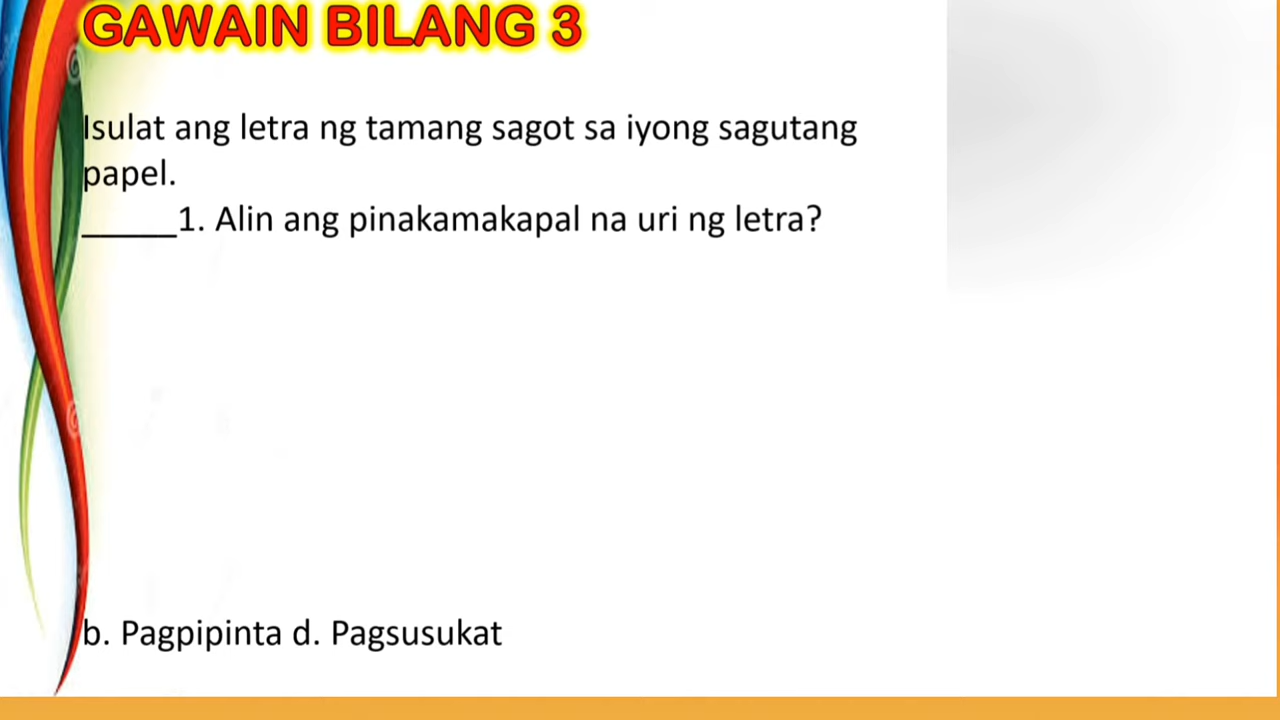 GAWAIN BILANG 3
Isulat ang letra ng tamang sagot sa iyong sagutang
papel.
_____1. Alin ang pinakamakapal na uri ng letra?
b. Pagpipinta d. Pagsusukat